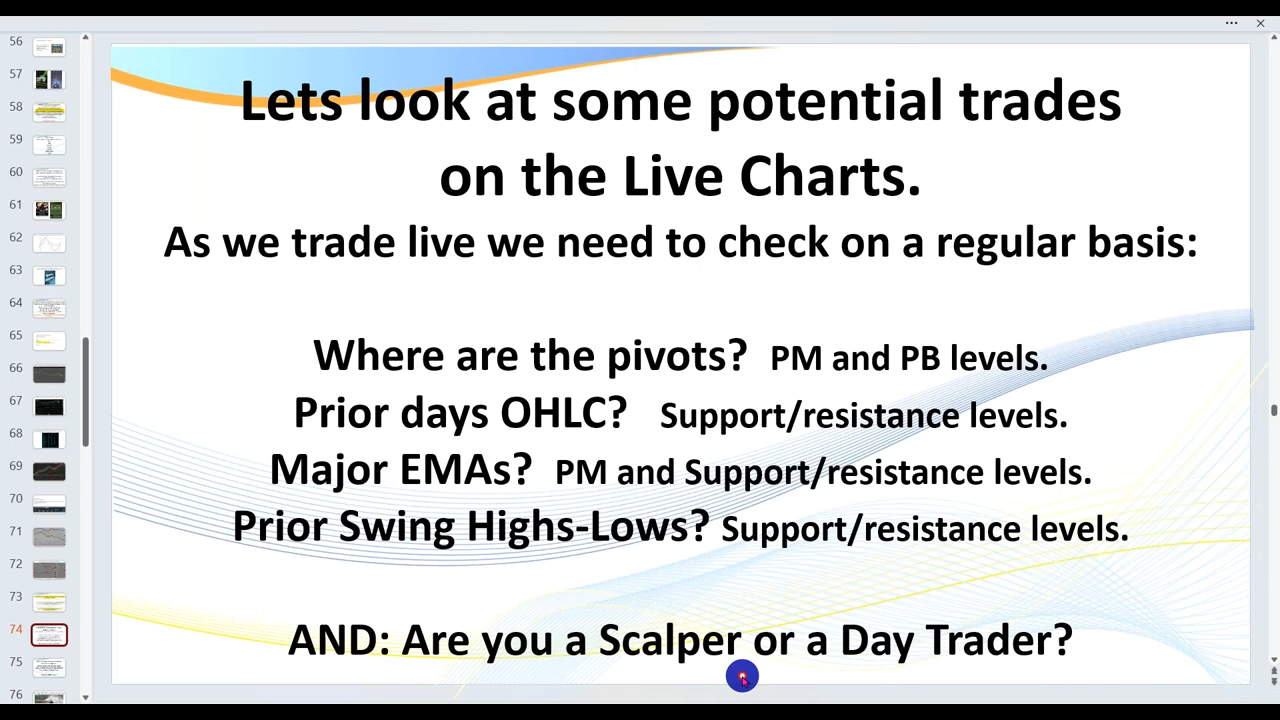 56
57
58
59
60
61
62
63
64
65
66
67
68
69
70
71
72
73
74
76
Lets look at some potential trades
on the Live Charts.
As we trade live we need to check on a regular basis:
Where are the pivots? PM and PB levels.
Prior days OHLC? Support/resistance levels.
Major EMAs? PM and Support/resistance levels.
Prior Swing Highs-Lows? Support/resistance levels.
AND: Are you a Scalper or a Day Trader?